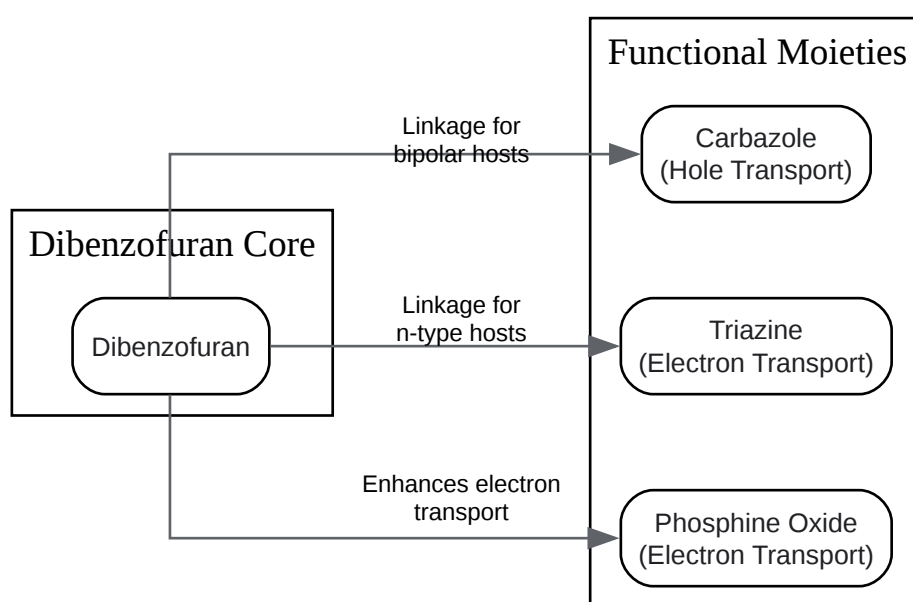 Functional Moieties
Linkage for
bipolar hosts
Carbazole
(Hole Transport)
Dibenzofuran Core
Dibenzofuran
Linkage for
n-type hosts
Triazine
(Electron Transport)
Enhances electron
transport
Phosphine Oxide
(Electron Transport)